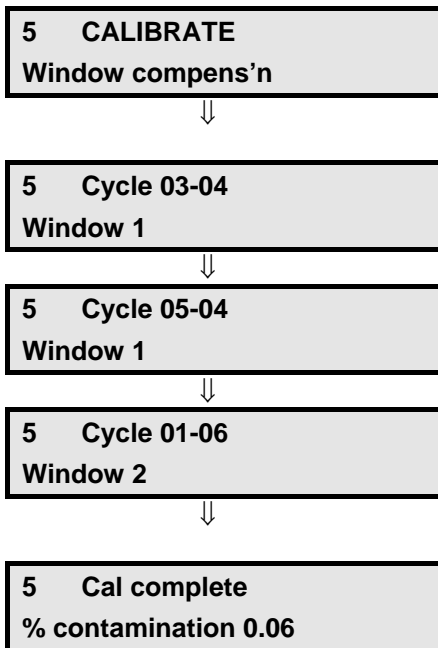 5 CALIBRATE
Window compens’n
⇓
5 Cycle 03-04
Window 1
⇓
5 Cycle 05-04
Window 1
⇓
5 Cycle 01-06
Window 2
⇓
5 Cal complete
% contamination 0.06